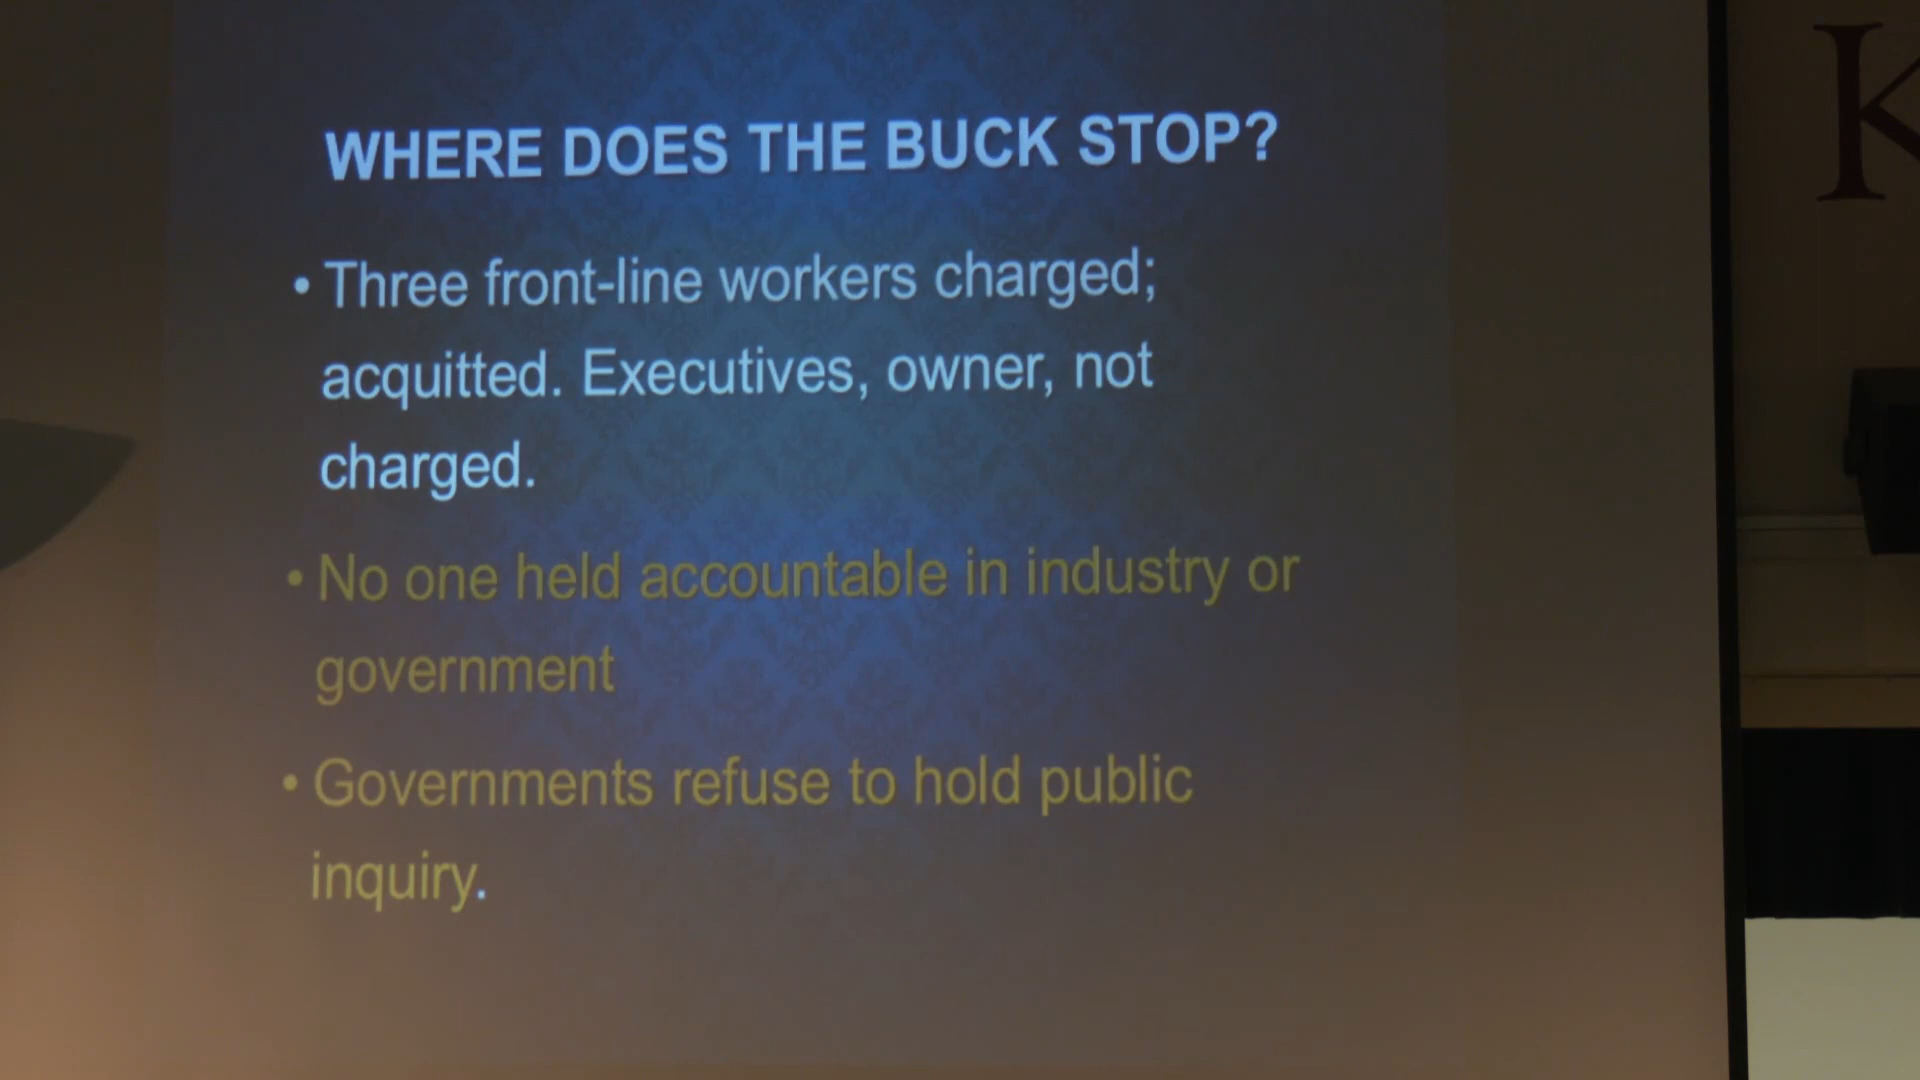 WHERE DOES THE BUCK STOP?
• Three front-line workers charged;
acquitted. Executives, owner, not
charged.
• No one held accountable in industry or
government
• Governments refuse to hold public
inquiry.
K